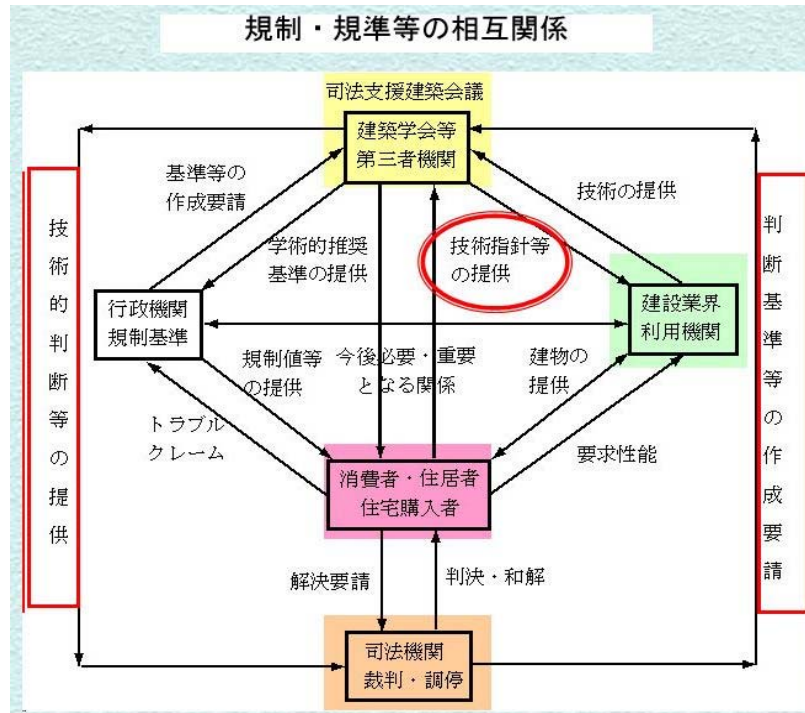 規制・規準等の相互関係
司法支援建築会議
建築学会等
第三者機関
基準等の
作成要請
技術の提供
学術的推奨
基準の提供
技術指針等
の提供
技術的判断等の提供
判断基準等の作成要請
行政機関
規制基準
建設業界
利用機関
規制値等
の提供
今後必要・重要
となる関係
建物の
提供
トラブル
クレーム
要求性能
消費者・住居者
住宅購入者
解決要請
判決・和解
司法機関
裁判・調停